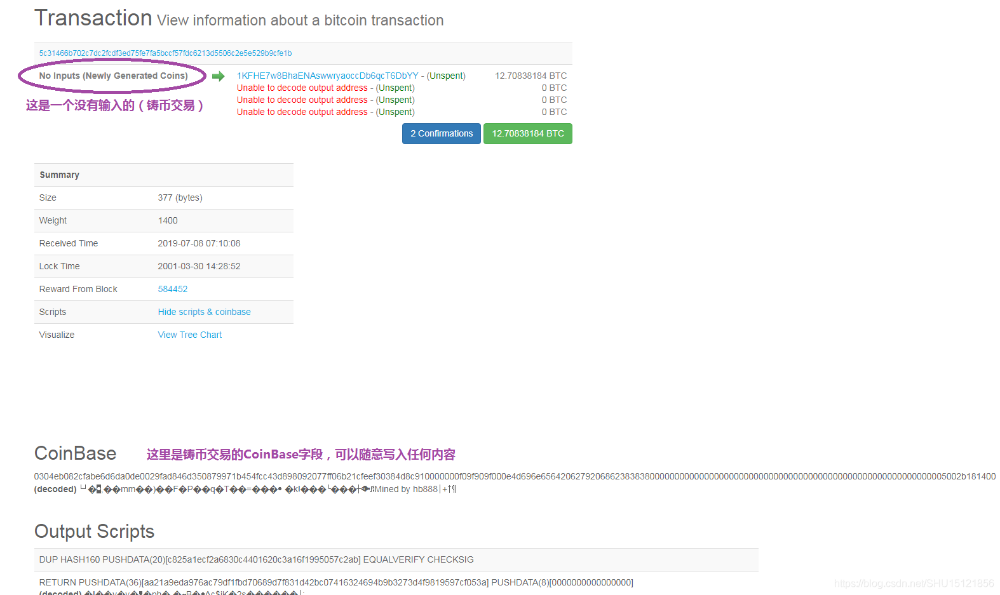 Transaction View information about a bitcoin transaction
5c31466b702c7dc2fcdf3ed75fe7fa5bccf57fdc6213d5506c2e5e529b9cfe1b
No Inputs (Newly Generated Coins)
1KFHE7w8BhaENAswwryaoccDb6qcT6DbYY - (Unspent) 12.70838184 BTC
Unable to decode output address - (Unspent) 0 BTC
这是一个没有输入的（铸币交易）
Unable to decode output address - (Unspent) 0 BTC
Unable to decode output address - (Unspent) 0 BTC
2 Confirmations 12.70838184 BTC
Summary
Size 377 (bytes)
Weight 1400
Received Time 2019-07-08 07:10:08
Lock Time 2001-03-30 14:28:52
Reward From Block 584452
Scripts Hide scripts & coinbase
Visualize View Tree Chart
CoinBase 这里是铸币交易的CoinBase字段，可以随意写入任何内容
(decoded) Mined by hb888
Output Scripts
DUP HASH160 PUSHDATA(20)[c825a1ecf2a6830c4401620c3a16f1995057c2ab] EQUALVERIFY CHECKSIG
RETURN PUSHDATA(36)[aa21a9eda976ac79df1fbd70689d7f831d42bc07416324694b9b3273d4f9819597cf053a] PUSHDATA(8)[0000000000000000]
(decoded)
https://blog.csdn.net/SHU15121856